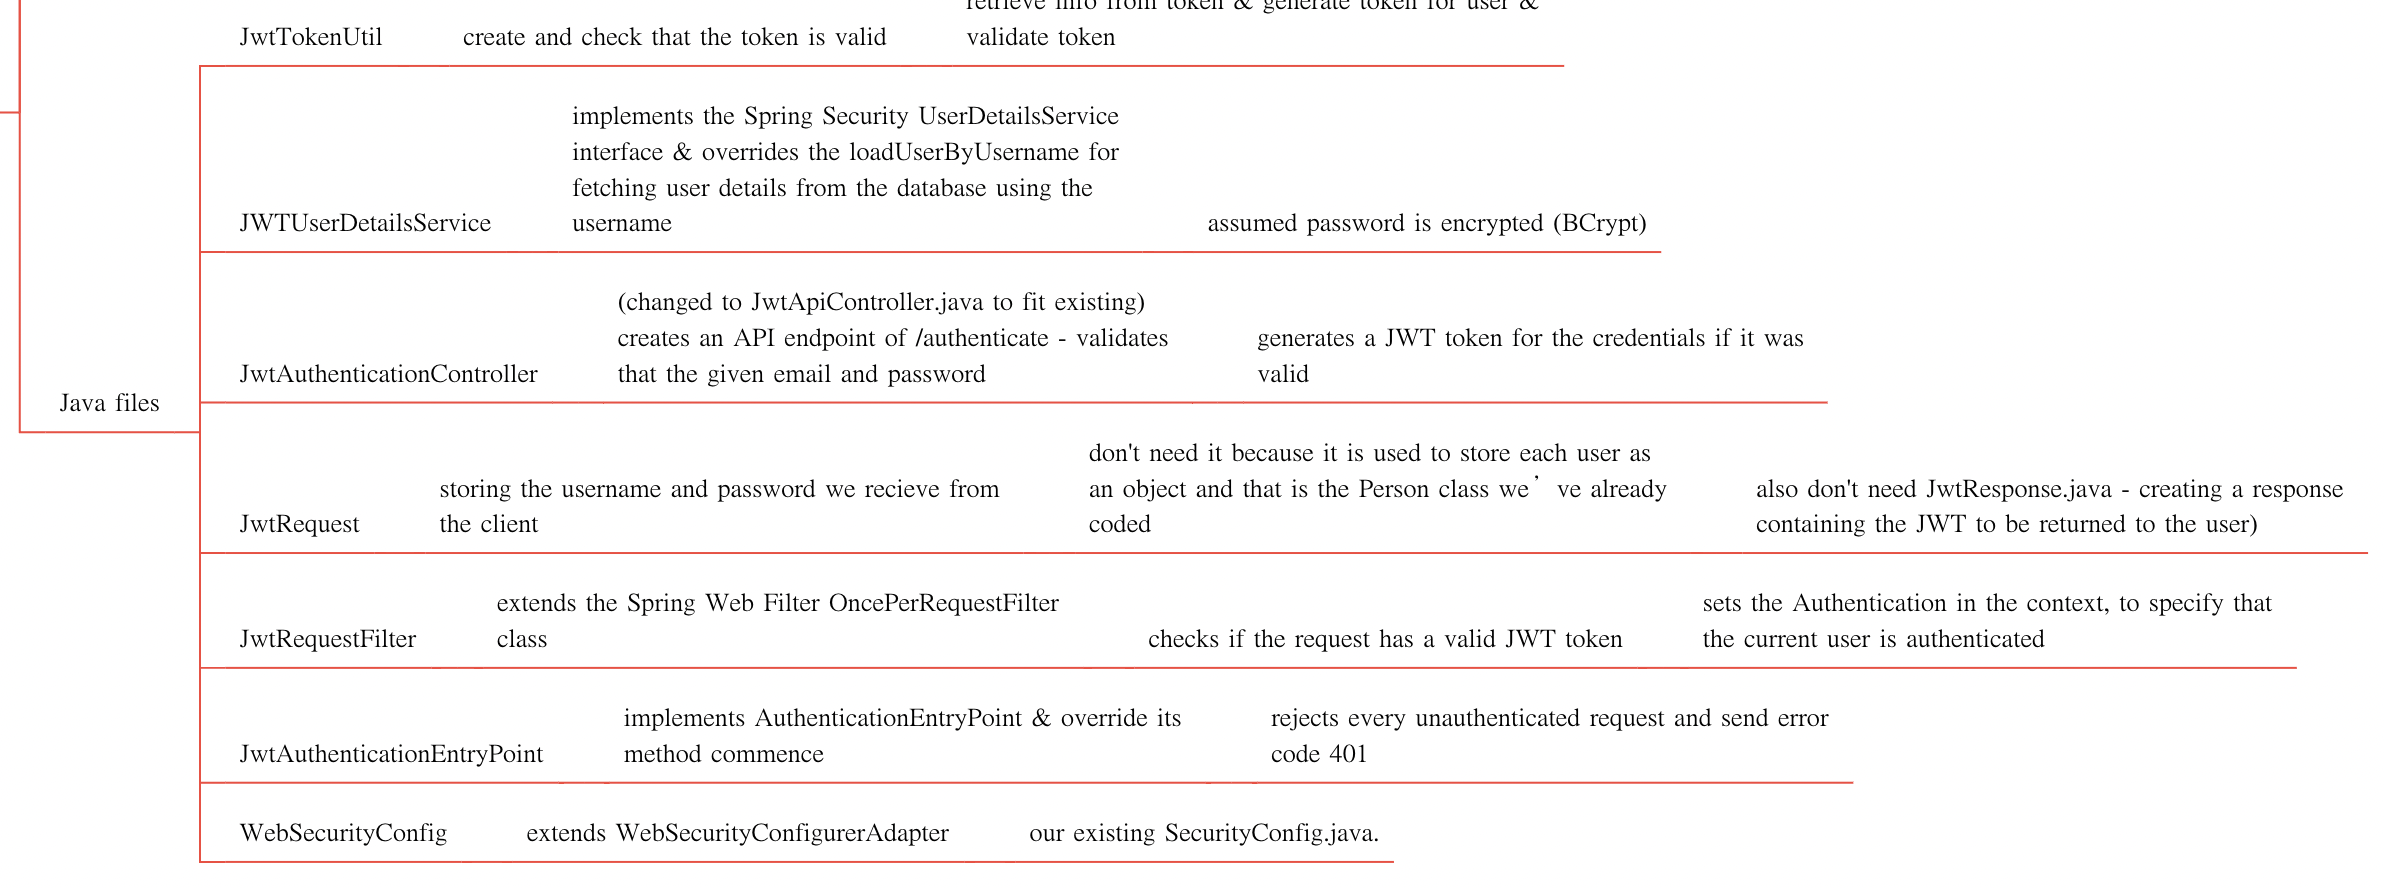 retrieve info from token & generate token for user &
JwtTokenUtil create and check that the token is valid validate token
implements the Spring Security UserDetailsService
interface & overrides the loadUserByUsername for
fetching user details from the database using the
JWTUserDetailsService username assumed password is encrypted (BCrypt)
(changed to JwtApiController.java to fit existing)
creates an API endpoint of /authenticate - validates generates a JWT token for the credentials if it was
JwtAuthenticationController that the given email and password valid
Java files
don't need it because it is used to store each user as
storing the username and password we recieve from an object and that is the Person class we’ve already also don't need JwtResponse.java - creating a response
JwtRequest the client coded containing the JWT to be returned to the user)
extends the Spring Web Filter OncePerRequestFilter sets the Authentication in the context, to specify that
JwtRequestFilter class checks if the request has a valid JWT token the current user is authenticated
implements AuthenticationEntryPoint & override its rejects every unauthenticated request and send error
JwtAuthenticationEntryPoint method commence code 401
WebSecurityConfig extends WebSecurityConfigurerAdapter our existing SecurityConfig.java.